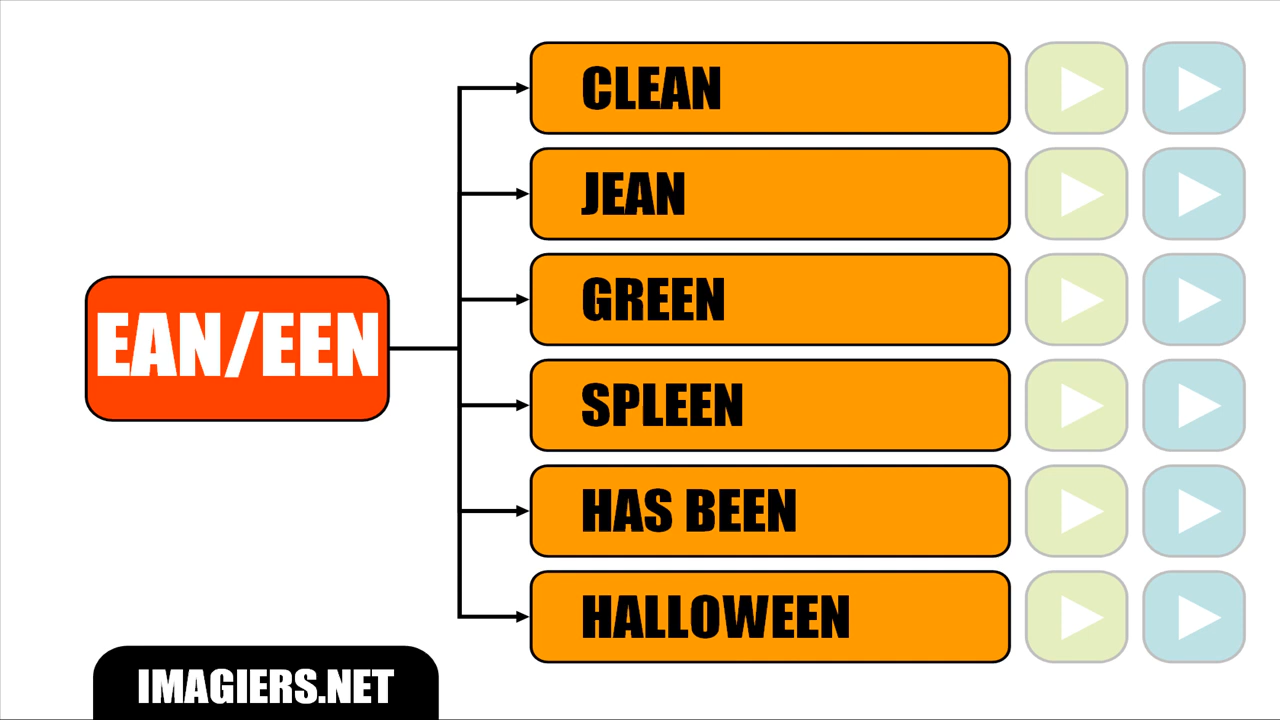 EAN/EEN
CLEAN
JEAN
GREEN
SPLEEN
HAS BEEN
HALLOWEEN
IMAGIERS.NET